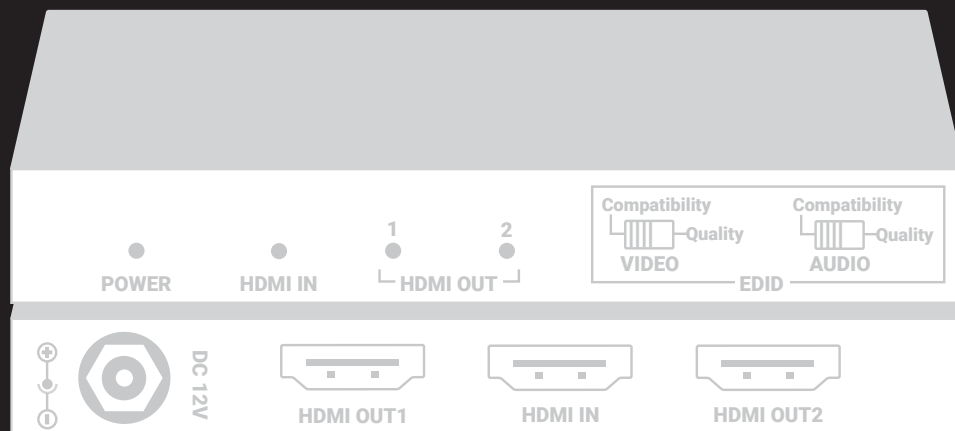 1 2
POWER HDMI IN HDMI OUT
Compatibility
Quality
VIDEO
Compatibility
Quality
AUDIO
EDID
DC 12V
HDMI OUT1 HDMI IN HDMI OUT2